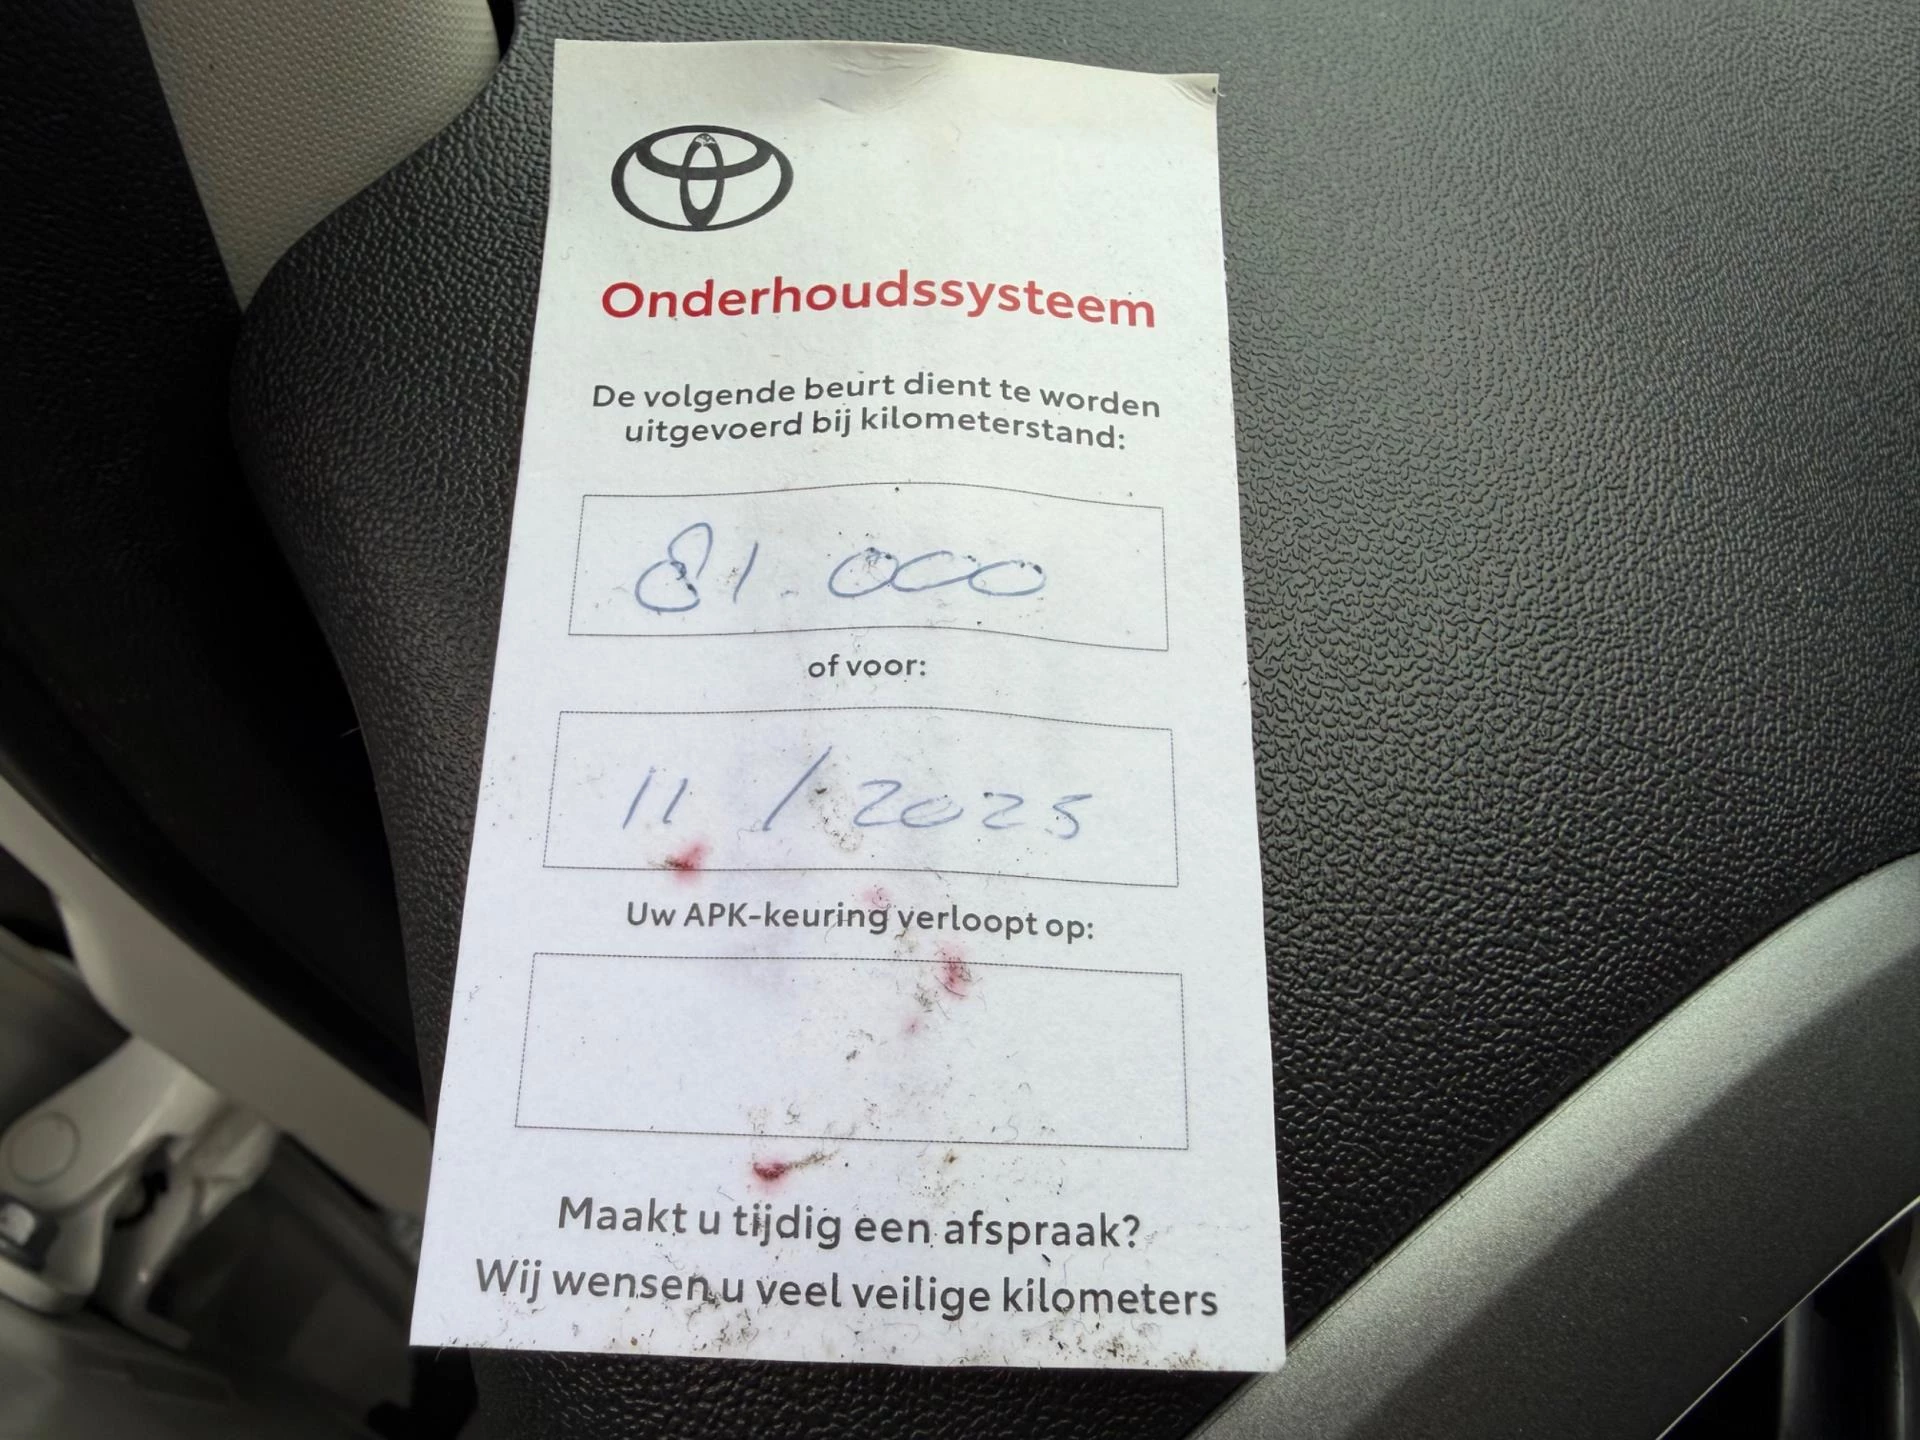 Onderhoudssysteem
De volgende beurt dient te worden
uitgevoerd bij kilometerstand:
81.000
of voor:
11 / 2025
Uw APK-keuring verloopt op:
Maakt u tijdig een afspraak?
Wij wensen u veel veilige kilometers